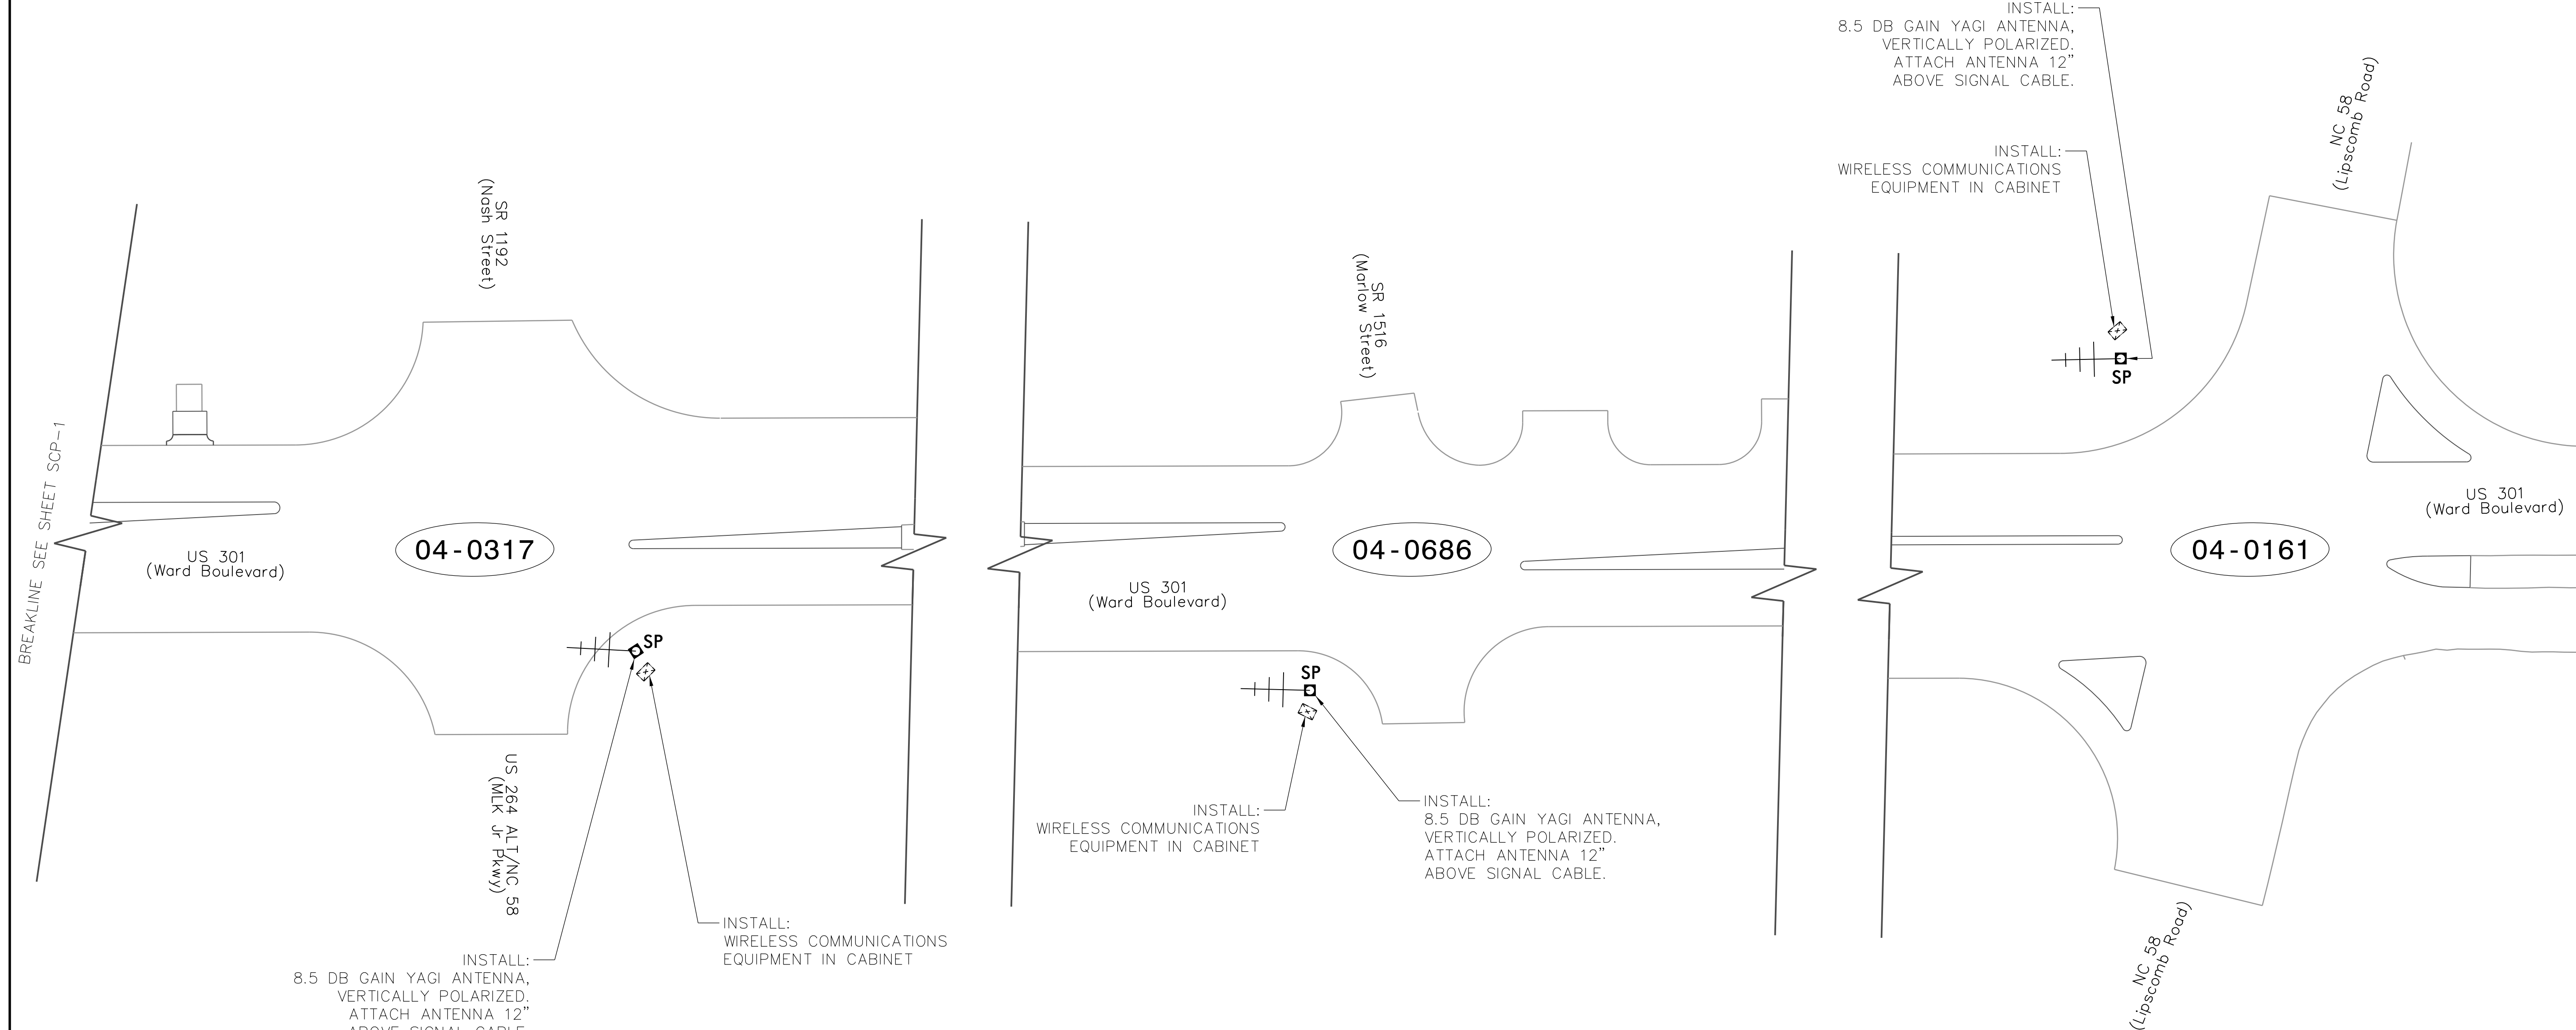 BREAKLINE SEE SHEET SCP-1
SR 1192
(Nash Street)
US 301
(Ward Boulevard)
04-0317
SP
US 264 ALT/NC 58
(MLK Jr Pkwy)
INSTALL:
8.5 DB GAIN YAGI ANTENNA,
VERTICALLY POLARIZED.
ATTACH ANTENNA 12"
ABOVE SIGNAL CABLE.
INSTALL:
WIRELESS COMMUNICATIONS
EQUIPMENT IN CABINET
SR 1516
(Marlow Street)
US 301
(Ward Boulevard)
04-0686
SP
INSTALL:
WIRELESS COMMUNICATIONS
EQUIPMENT IN CABINET
INSTALL:
8.5 DB GAIN YAGI ANTENNA,
VERTICALLY POLARIZED.
ATTACH ANTENNA 12"
ABOVE SIGNAL CABLE.
INSTALL:
8.5 DB GAIN YAGI ANTENNA,
VERTICALLY POLARIZED.
ATTACH ANTENNA 12"
ABOVE SIGNAL CABLE.
INSTALL:
WIRELESS COMMUNICATIONS
EQUIPMENT IN CABINET
NC 58
(Lipscomb Road)
SP
US 301
(Ward Boulevard)
04-0161
NC 58
(Lipscomb Road)